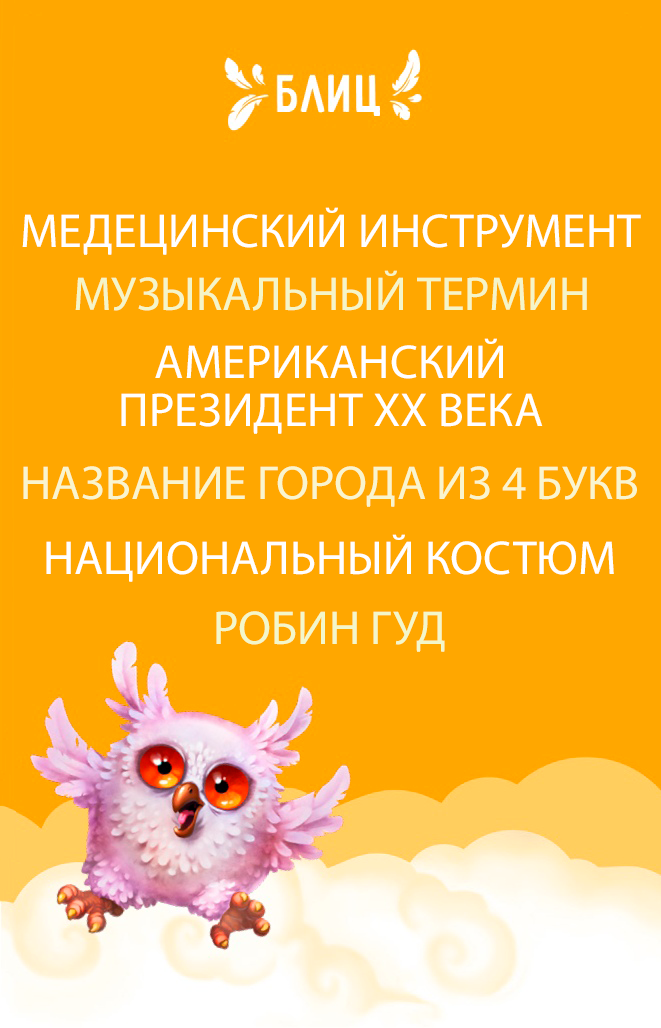 БЛИЦ
МЕДЕЦИНСКИЙ ИНСТРУМЕНТ
МУЗЫКАЛЬНЫЙ ТЕРМИН
АМЕРИКАНСКИЙ
ПРЕЗИДЕНТ XX ВЕКА
НАЗВАНИЕ ГОРОДА ИЗ 4 БУКВ
НАЦИОНАЛЬНЫЙ КОСТЮМ
РОБИН ГУД